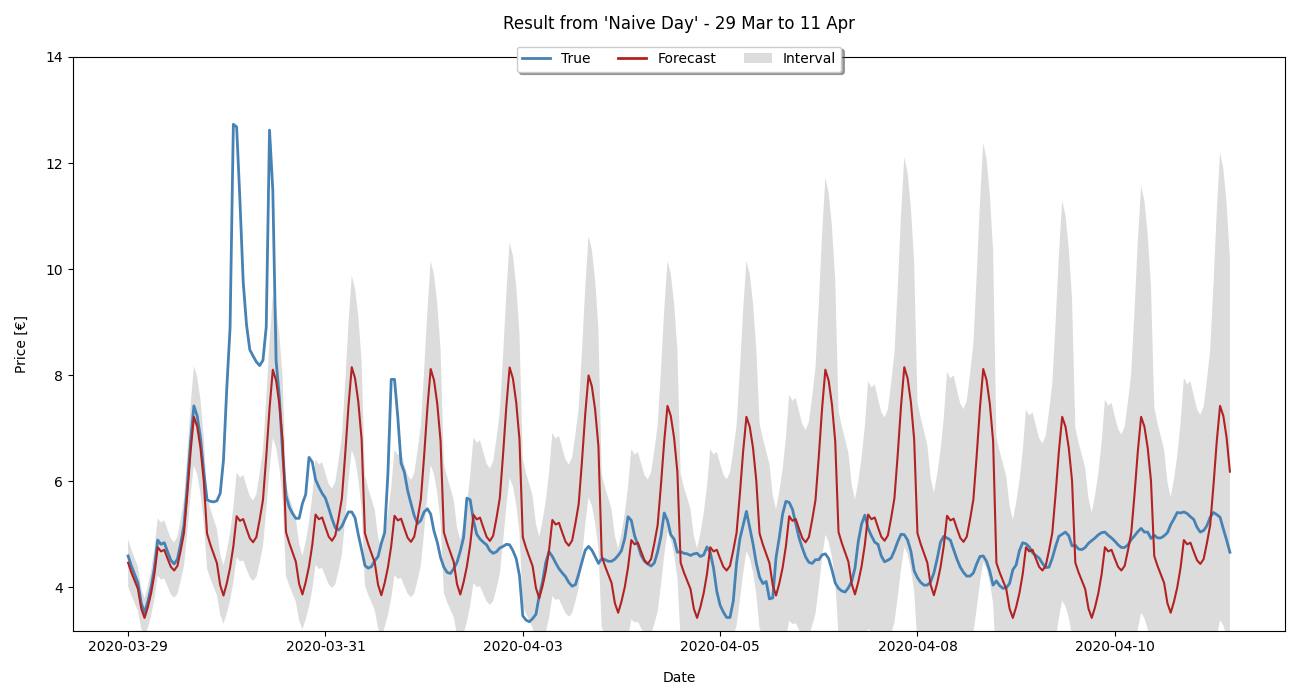 Result from 'Naive Day' - 29 Mar to 11 Apr
True Forecast Interval
14
12
10
8
6
4
Price [€]
2020-03-29 2020-03-31 2020-04-03 2020-04-05 2020-04-08 2020-04-10
Date